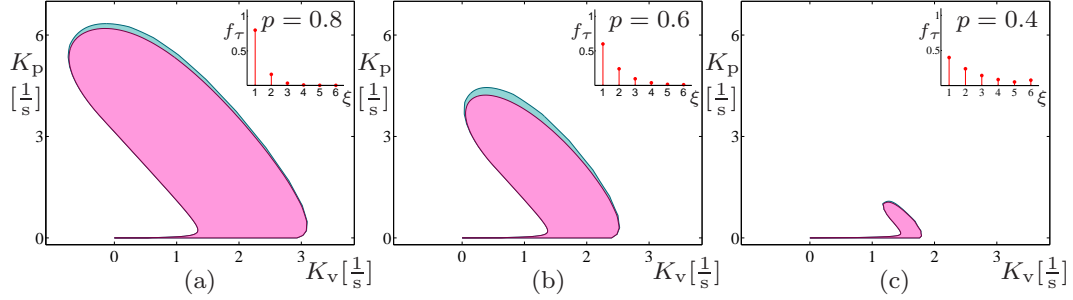 p = 0.8
f_τ
1
0.5
1 2 3 4 5 6 ξ
K_p [1/s]
6
3
0
0 1 2 3
K_v [1/s]
(a)
p = 0.6
f_τ
1
0.5
1 2 3 4 5 6 ξ
K_p [1/s]
6
3
0
0 1 2 3
K_v [1/s]
(b)
p = 0.4
f_τ
1
0.5
1 2 3 4 5 6 ξ
K_p [1/s]
6
3
0
0 1 2 3
K_v [1/s]
(c)